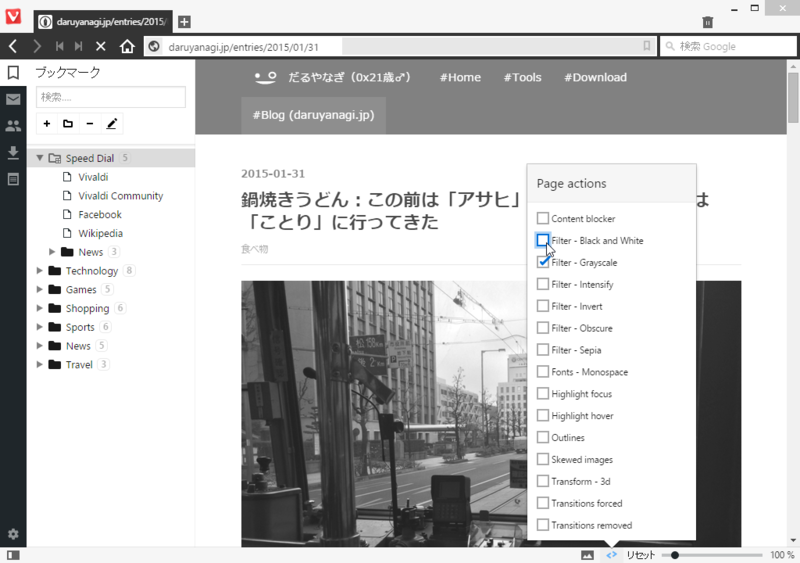 daruyanagi.jp/entries/2015/
daruyanagi.jp/entries/2015/01/31
検索 Google
ブックマーク
検索....
Speed Dial 5
Vivaldi
Vivaldi Community
Facebook
Wikipedia
News 3
Technology 8
Games 5
Shopping 6
Sports 6
News 5
Travel 3
だるやなぎ（0x21歳♂） #Home #Tools #Download
#Blog (daruyanagi.jp)
2015-01-31
鍋焼きうどん：この前は「アサヒ」 は
「ことり」に行ってきた
食べ物
Page actions
Content blocker
Filter - Black and White
Filter - Grayscale
Filter - Intensify
Filter - Invert
Filter - Obscure
Filter - Sepia
Fonts - Monospace
Highlight focus
Highlight hover
Outlines
Skewed images
Transform - 3d
Transitions forced
Transitions removed
リセット 100 %